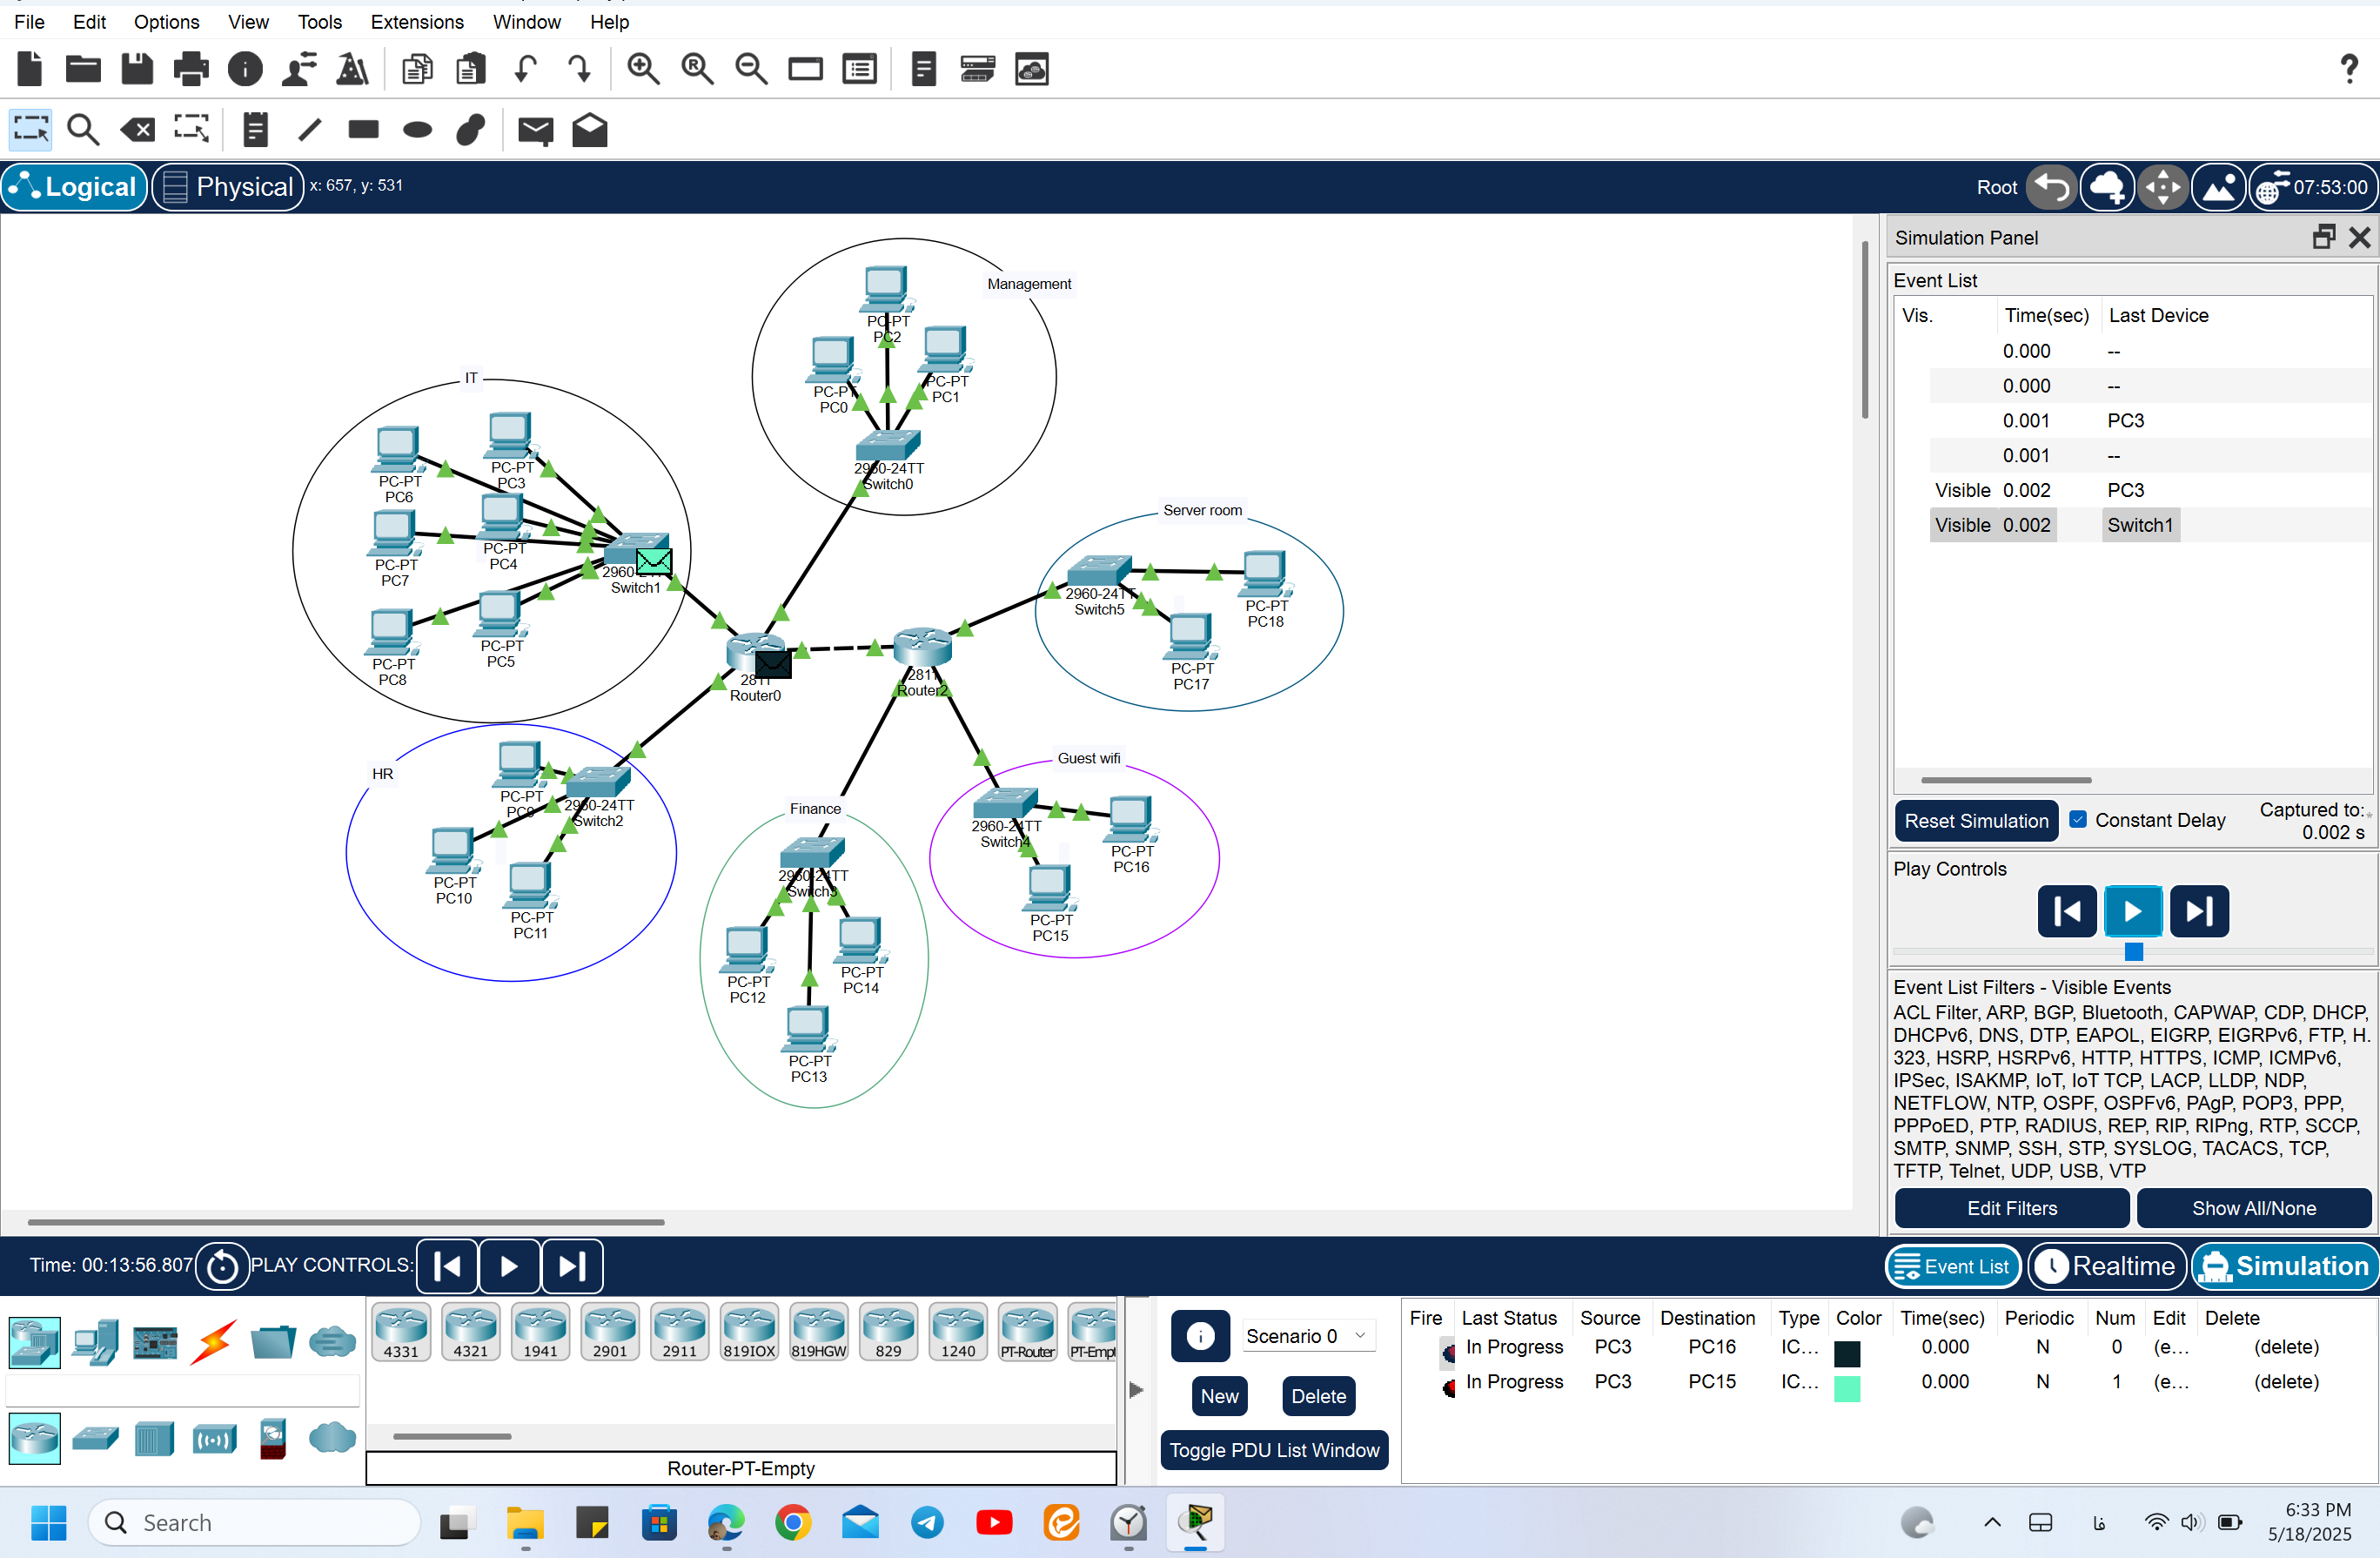 File Edit Options View Tools Extensions Window Help
Logical Physical x: 657, y: 531 Root 07:53:00
Management
PC-PT
PC2
PC-PT
PC0
PC-PT
PC1
2960-24TT
Switch0
IT
PC-PT
PC6
PC-PT
PC3
PC-PT
PC7
PC-PT
PC4
PC-PT
PC8
PC-PT
PC5
Switch1
Server room
2960-24TT
Switch5
PC-PT
PC18
PC-PT
PC17
2811
Router0
2811
Router2
HR
PC-PT
PC9
2960-24TT
Switch2
PC-PT
PC10
PC-PT
PC11
Finance
2960-24TT
Switch3
PC-PT
PC12
PC-PT
PC14
PC-PT
PC13
Guest wifi
2960-24TT
Switch4
PC-PT
PC16
PC-PT
PC15
Simulation Panel
Event List
Vis. Time(sec) Last Device
0.000 --
0.000 --
0.001 PC3
0.001 --
Visible 0.002 PC3
Visible 0.002 Switch1
Reset Simulation Constant Delay Captured to:*
0.002 s
Play Controls
Event List Filters - Visible Events
ACL Filter, ARP, BGP, Bluetooth, CAPWAP, CDP, DHCP,
DHCPv6, DNS, DTP, EAPOL, EIGRP, EIGRPv6, FTP, H.
323, HSRP, HSRPv6, HTTP, HTTPS, ICMP, ICMPv6,
IPSec, ISAKMP, IoT, IoT TCP, LACP, LLDP, NDP,
NETFLOW, NTP, OSPF, OSPFv6, PAgP, POP3, PPP,
PPPoED, PTP, RADIUS, REP, RIP, RIPng, RTP, SCCP,
SMTP, SNMP, SSH, STP, SYSLOG, TACACS, TCP,
TFTP, Telnet, UDP, USB, VTP
Edit Filters Show All/None
Time: 00:13:56.807 PLAY CONTROLS: Event List Realtime Simulation
4331 4321 1941 2901 2911 819IOX 819HGW 829 1240 PT-Router PT-Empt
Router-PT-Empty
Scenario 0
New Delete
Toggle PDU List Window
Fire Last Status Source Destination Type Color Time(sec) Periodic Num Edit Delete
In Progress PC3 PC16 IC... 0.000 N 0 (e... (delete)
In Progress PC3 PC15 IC... 0.000 N 1 (e... (delete)
Search
فا
6:33 PM
5/18/2025